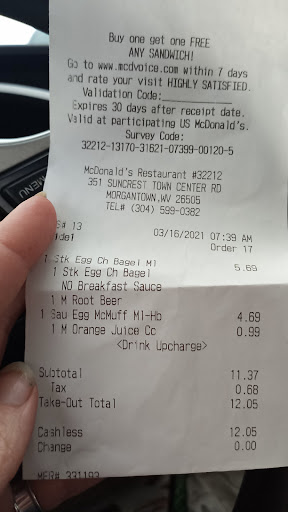 Buy one get one FREE
ANY SANDWICH!
Go to www.mcdvoice.com within 7 days
and rate your visit HIGHLY SATISFIED.
Validation Code:____________
Expires 30 days after receipt date.
Valid at participating US McDonald's.
Survey Code:
32212-13170-31621-07399-00120-5
McDonald's Restaurant #32212
351 SUNCREST TOWN CENTER RD
MORGANTOWN,WV 26505
TEL# (304) 599-0382
S# 13 03/16/2021 07:39 AM
Order 17
1 Stk Egg Ch Bagel Ml 5.69
1 Stk Egg Ch Bagel
NO Breakfast Sauce
1 M Root Beer
1 Sau Egg McMuff Ml-Hb 4.69
1 M Orange Juice Cc 0.99
<Drink Upcharge>
Subtotal 11.37
Tax 0.68
Take-Out Total 12.05
Cashless 12.05
Change 0.00
MER# 331193
MENU